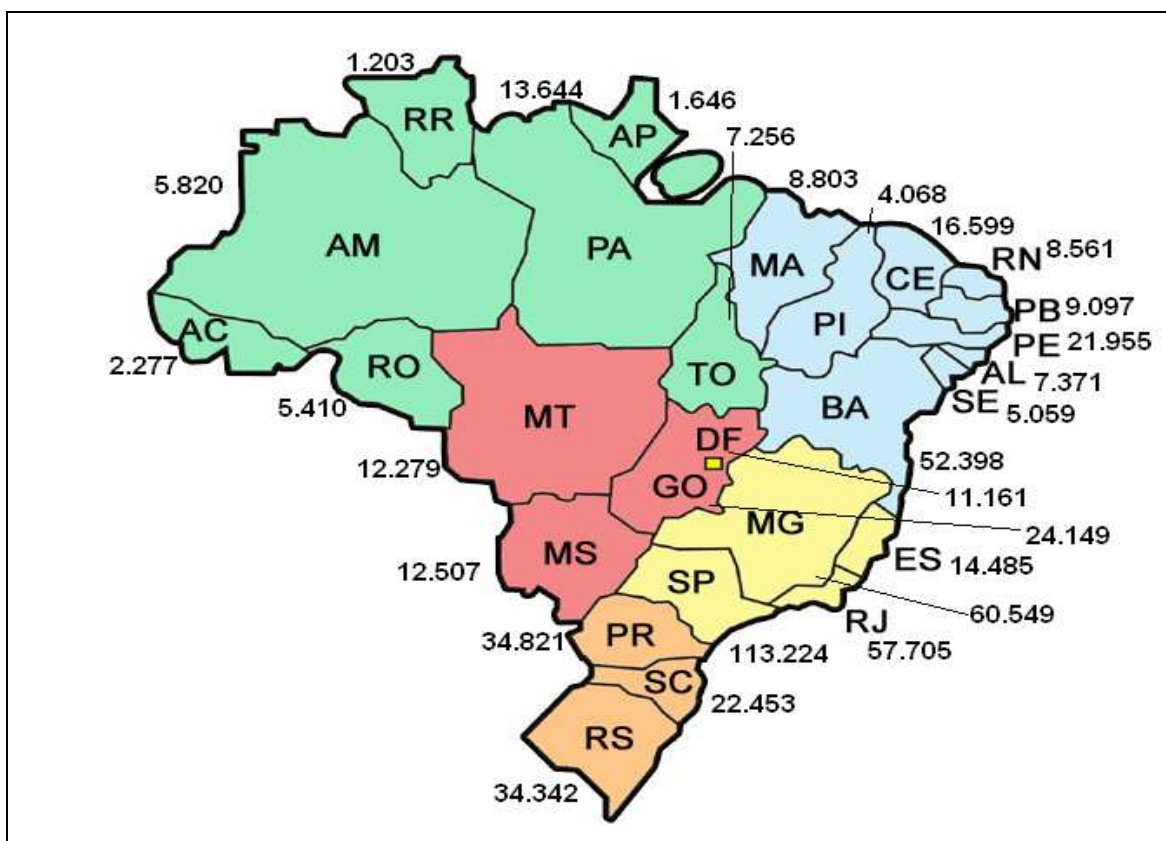 1.203
13.644
1.646
RR
AP
7.256
5.820
8.803
4.068
16.599
AM
PA
MA
CE
RN 8.561
PI
PB 9.097
AC
PE 21.955
2.277
RO
TO
AL 7.371
SE 5.059
5.410
MT
BA
DF
12.279
52.398
GO
11.161
MG
24.149
MS
ES 14.485
12.507
SP
60.549
RJ
57.705
34.821
PR
113.224
SC
22.453
RS
34.342